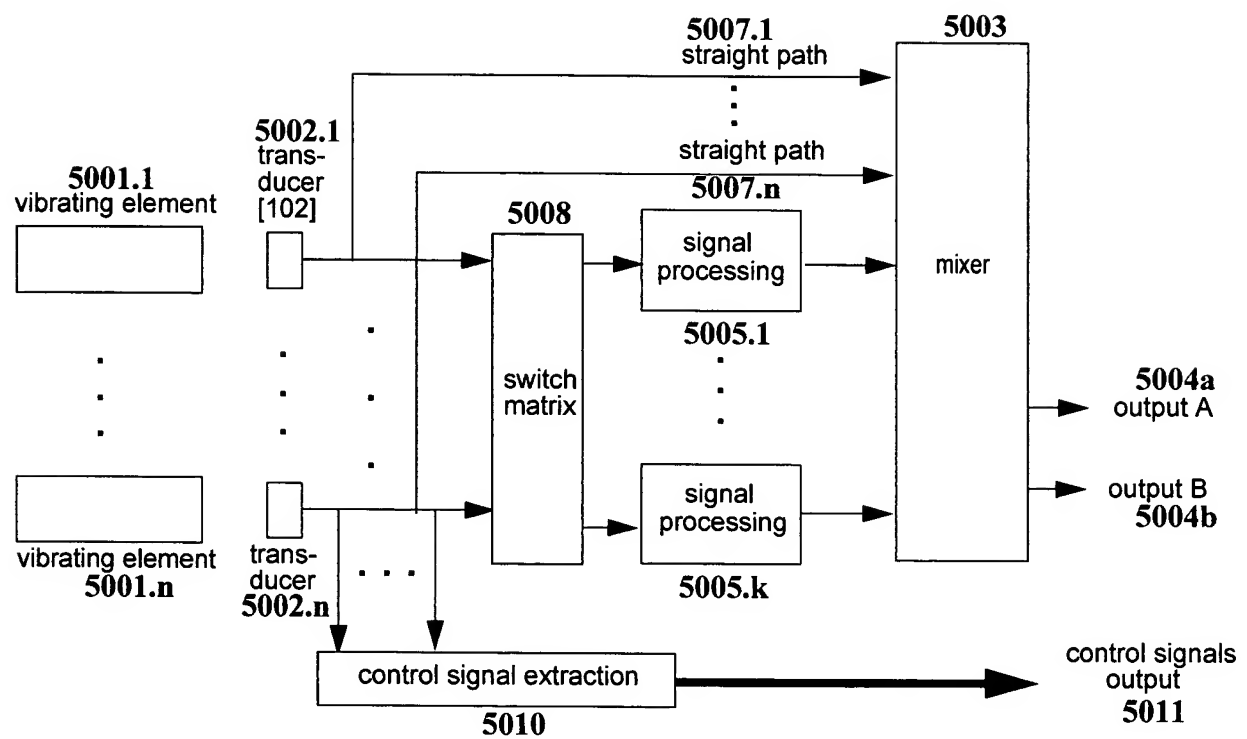 5007.1
straight path
5003
5002.1
trans-
ducer
[102]
straight path
5007.n
5001.1
vibrating element
5008
signal
processing
5005.1
mixer
switch
matrix
5004a
output A
signal
processing
5005.k
output B
5004b
vibrating element
5001.n
trans-
ducer
5002.n
control signal extraction
5010
control signals
output
5011